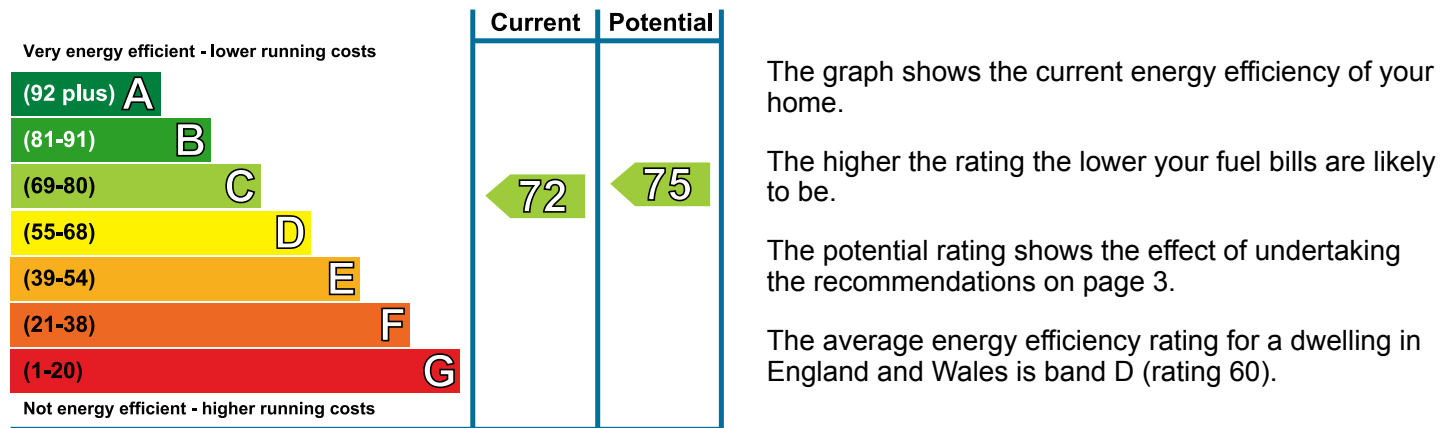 Current Potential
Very energy efficient - lower running costs
(92 plus) A
(81-91) B
(69-80) C
(55-68) D
(39-54) E
(21-38) F
(1-20) G
Not energy efficient - higher running costs
72
75
The graph shows the current energy efficiency of your
home.
The higher the rating the lower your fuel bills are likely
to be.
The potential rating shows the effect of undertaking
the recommendations on page 3.
The average energy efficiency rating for a dwelling in
England and Wales is band D (rating 60).